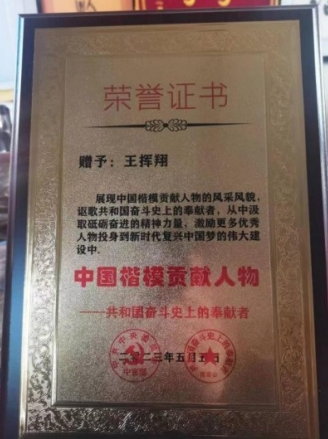 荣誉证书
赠予：王挥翔
展现中国楷模贡献人物的风采风貌，
讴歌共和国奋斗史上的奉献者，从中汲
取砥砺奋进的精神力量，激励更多优秀
人物投身到新时代复兴中国梦的伟大建
设中.
中国楷模贡献人物
——共和国奋斗史上的奉献者
二〇二三年五月五日